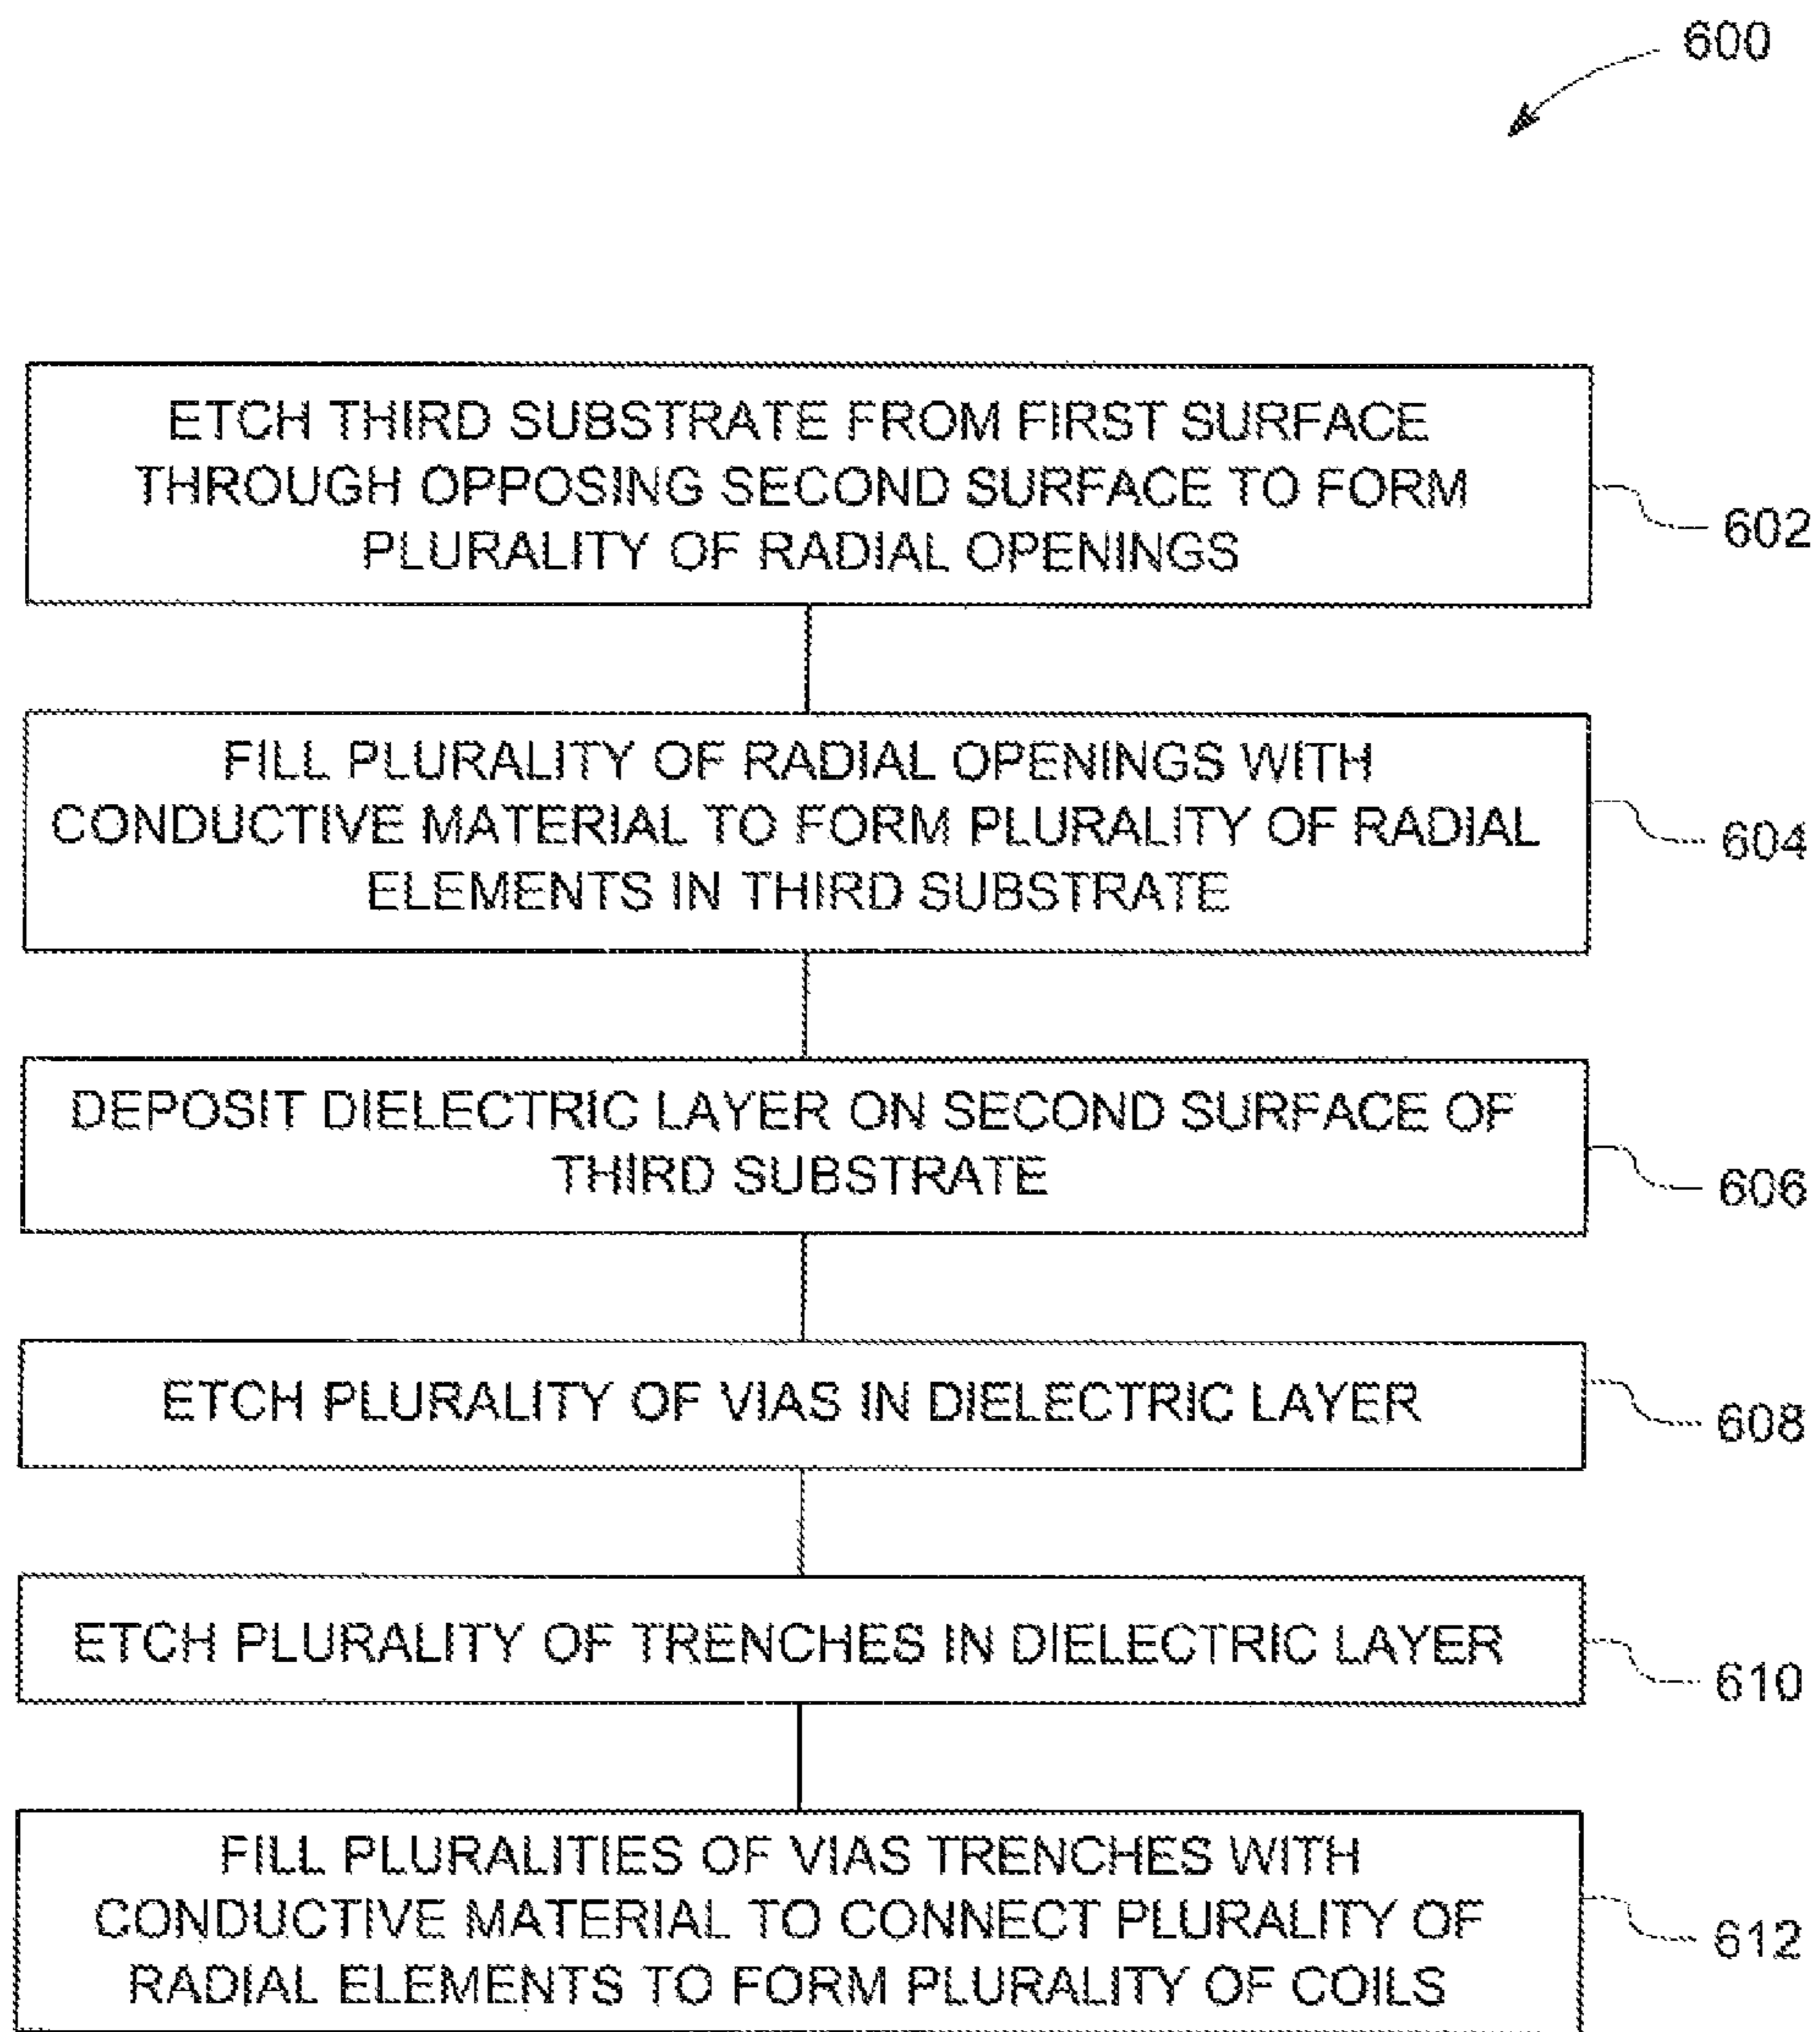 600
ETCH THIRD SUBSTRATE FROM FIRST SURFACE
THROUGH OPPOSING SECOND SURFACE TO FORM
PLURALITY OF RADIAL OPENINGS
602
FILL PLURALITY OF RADIAL OPENINGS WITH
CONDUCTIVE MATERIAL TO FORM PLURALITY OF RADIAL
ELEMENTS IN THIRD SUBSTRATE
604
DEPOSIT DIELECTRIC LAYER ON SECOND SURFACE OF
THIRD SUBSTRATE
606
ETCH PLURALITY OF VIAS IN DIELECTRIC LAYER
608
ETCH PLURALITY OF TRENCHES IN DIELECTRIC LAYER
610
FILL PLURALITIES OF VIAS TRENCHES WITH
CONDUCTIVE MATERIAL TO CONNECT PLURALITY OF
RADIAL ELEMENTS TO FORM PLURALITY OF COILS
612